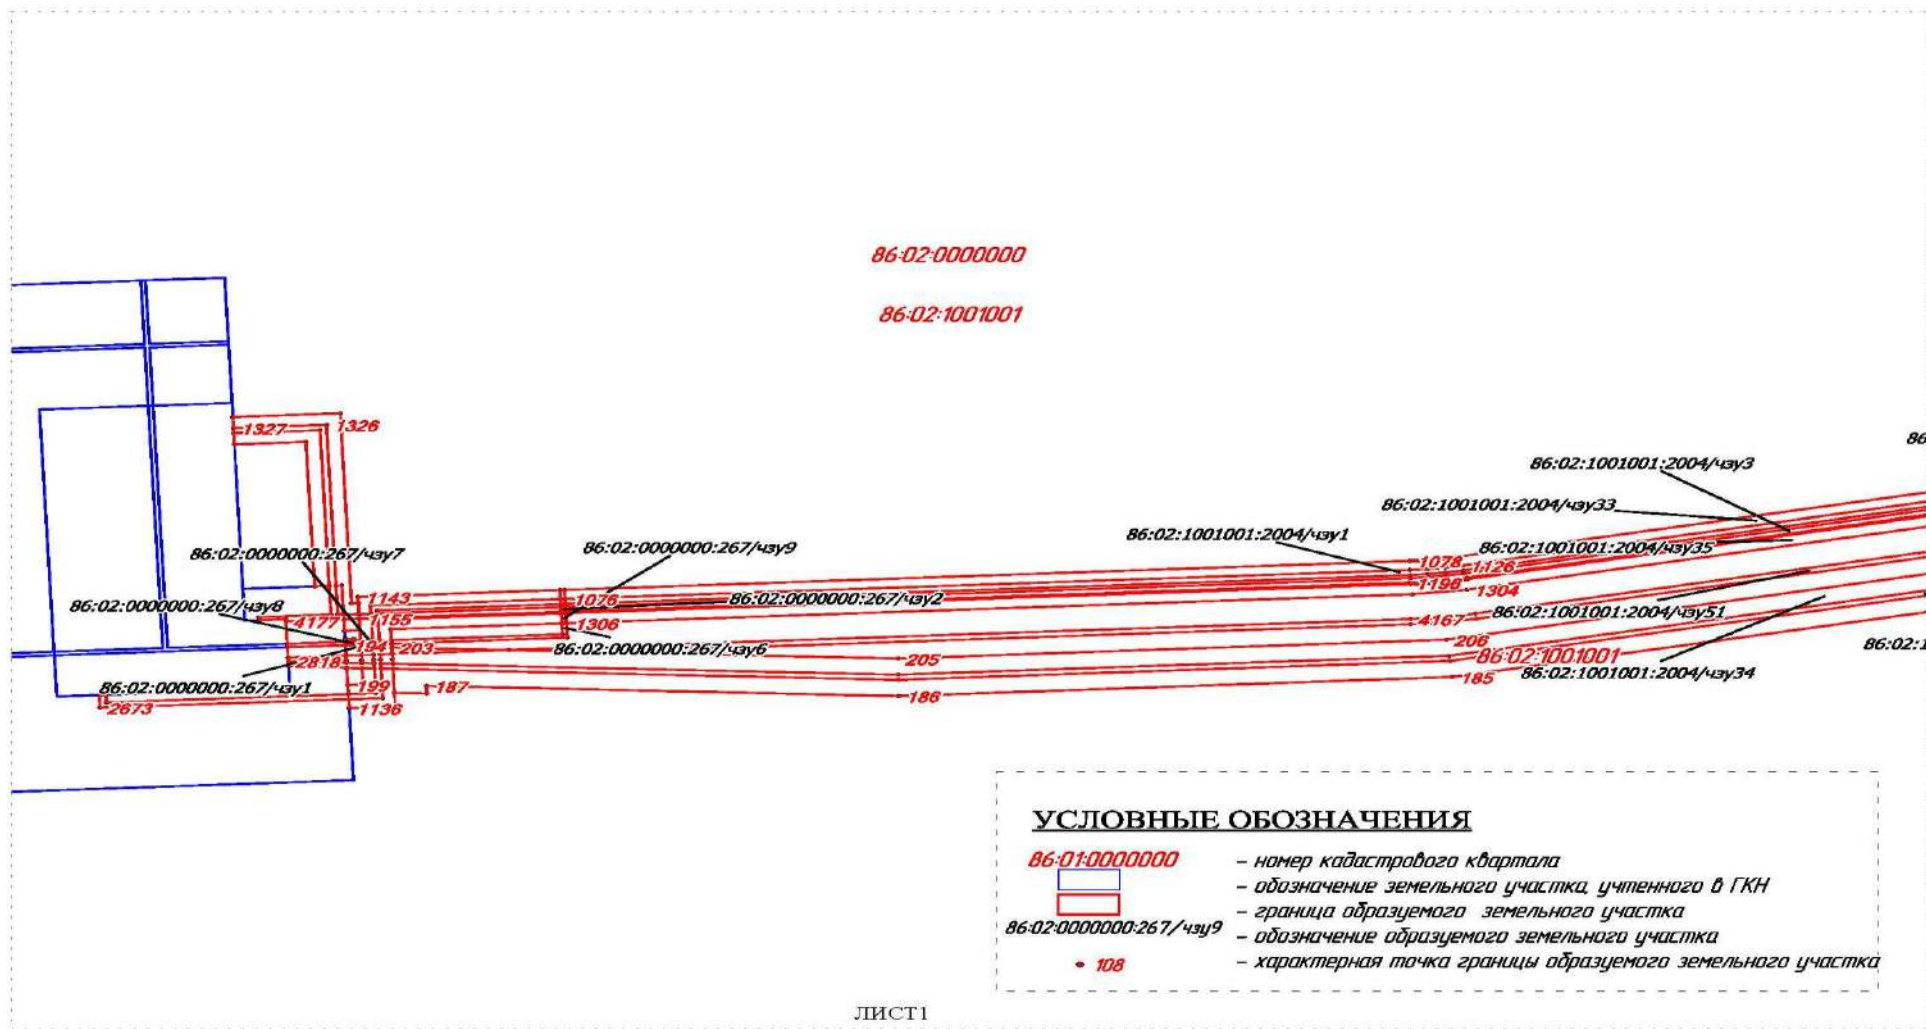 86:02:0000000
86:02:1001001
1326
1327
86
86:02:1001001:2004/чзу3
86:02:1001001:2004/чзу33
86:02:1001001:2004/чзу1
86:02:0000000:267/чзу9
86:02:1001001:2004/чзу35
86:02:0000000:267/чзу7
1078
1126
1196
1304
1143
1076
86:02:0000000:267/чзу2
86:02:0000000:267/чзу8
86:02:1001001:2004/чзу51
4177
1155
1306
4167
206
194
203
86:02:0000000:267/чзу6
205
86:02:1001001
86:02:1
2818
86:02:1001001:2004/чзу34
185
86:02:0000000:267/чзу1
199
187
186
2673
1136
УСЛОВНЫЕ ОБОЗНАЧЕНИЯ
86:01:0000000 – номер кадастрового квартала
– обозначение земельного участка, учтенного в ГКН
– граница образуемого земельного участка
86:02:0000000:267/чзу9 – обозначение образуемого земельного участка
108 – характерная точка границы образуемого земельного участка
ЛИСТ1